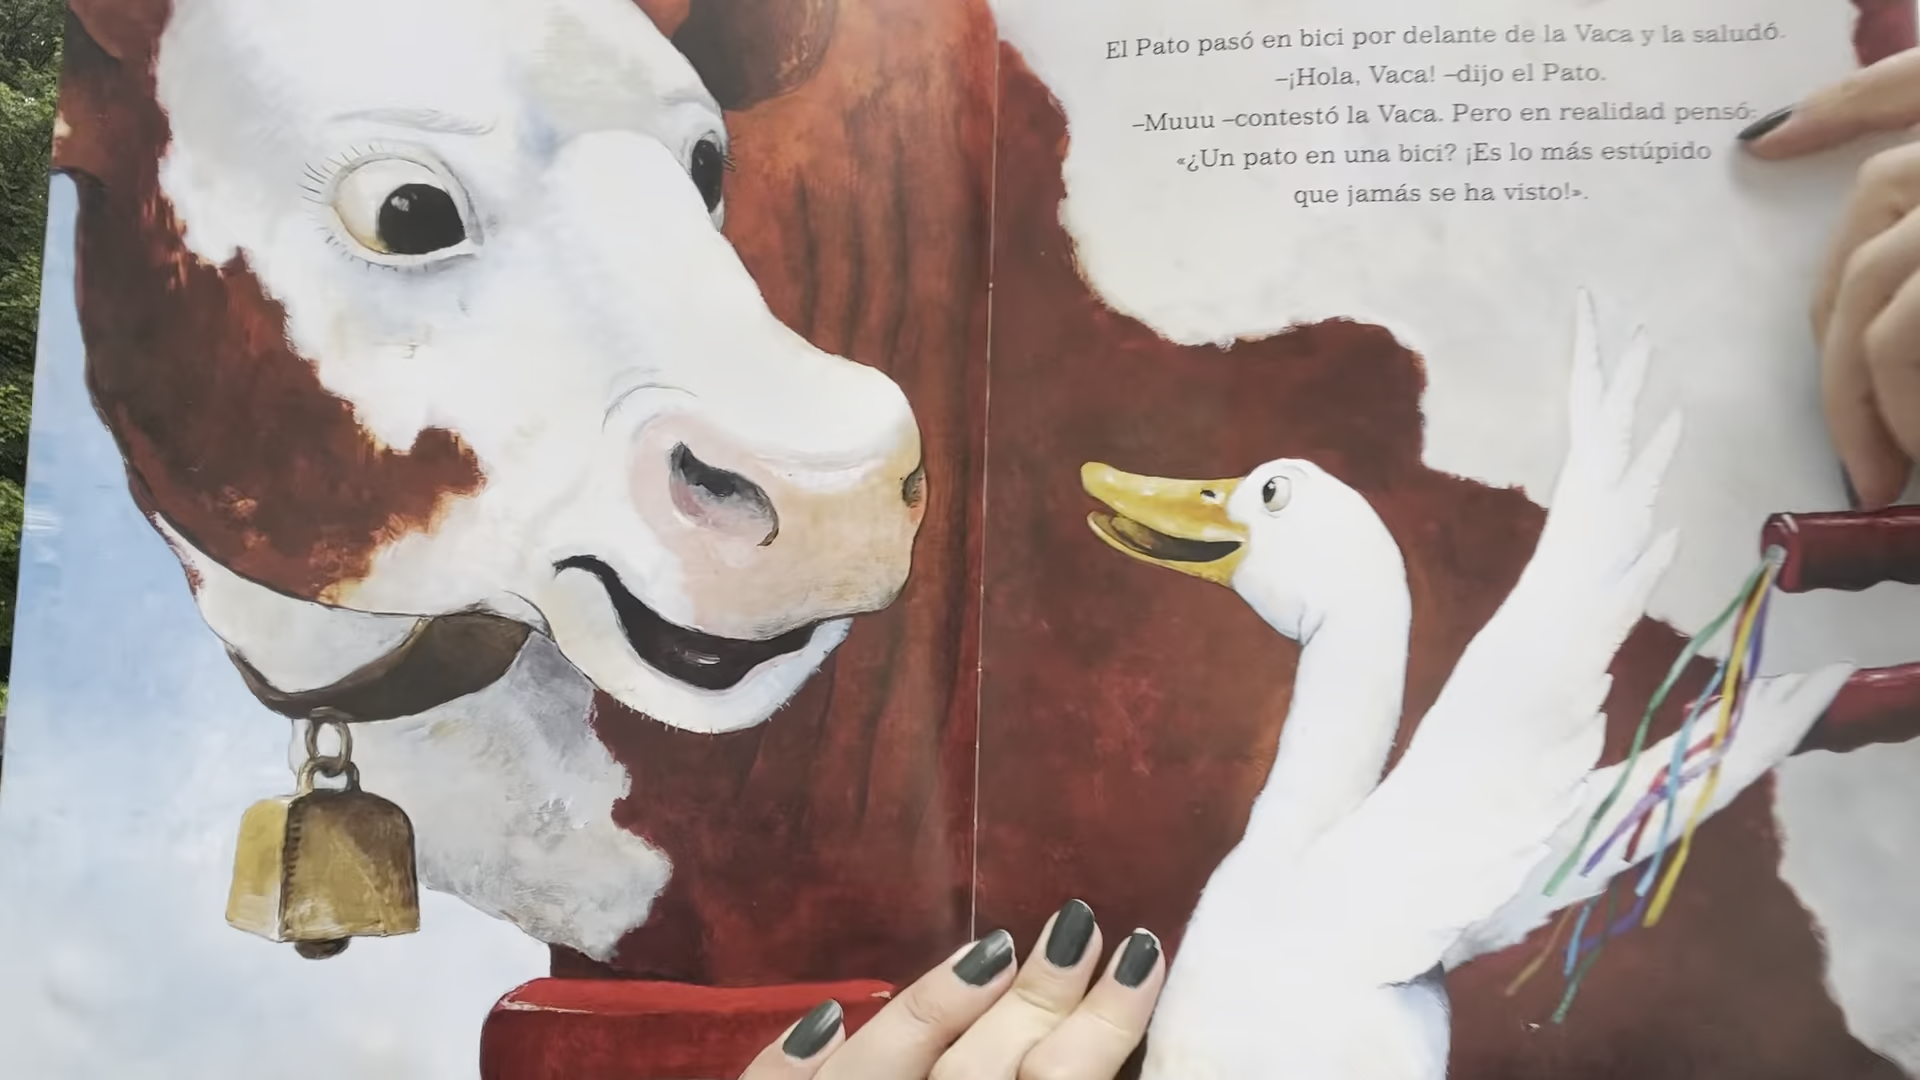 El Pato pasó en bici por delante de la Vaca y la saludó.
–¡Hola, Vaca! –dijo el Pato.
–Muuu –contestó la Vaca. Pero en realidad pensó:
«¿Un pato en una bici? ¡Es lo más estúpido
que jamás se ha visto!».